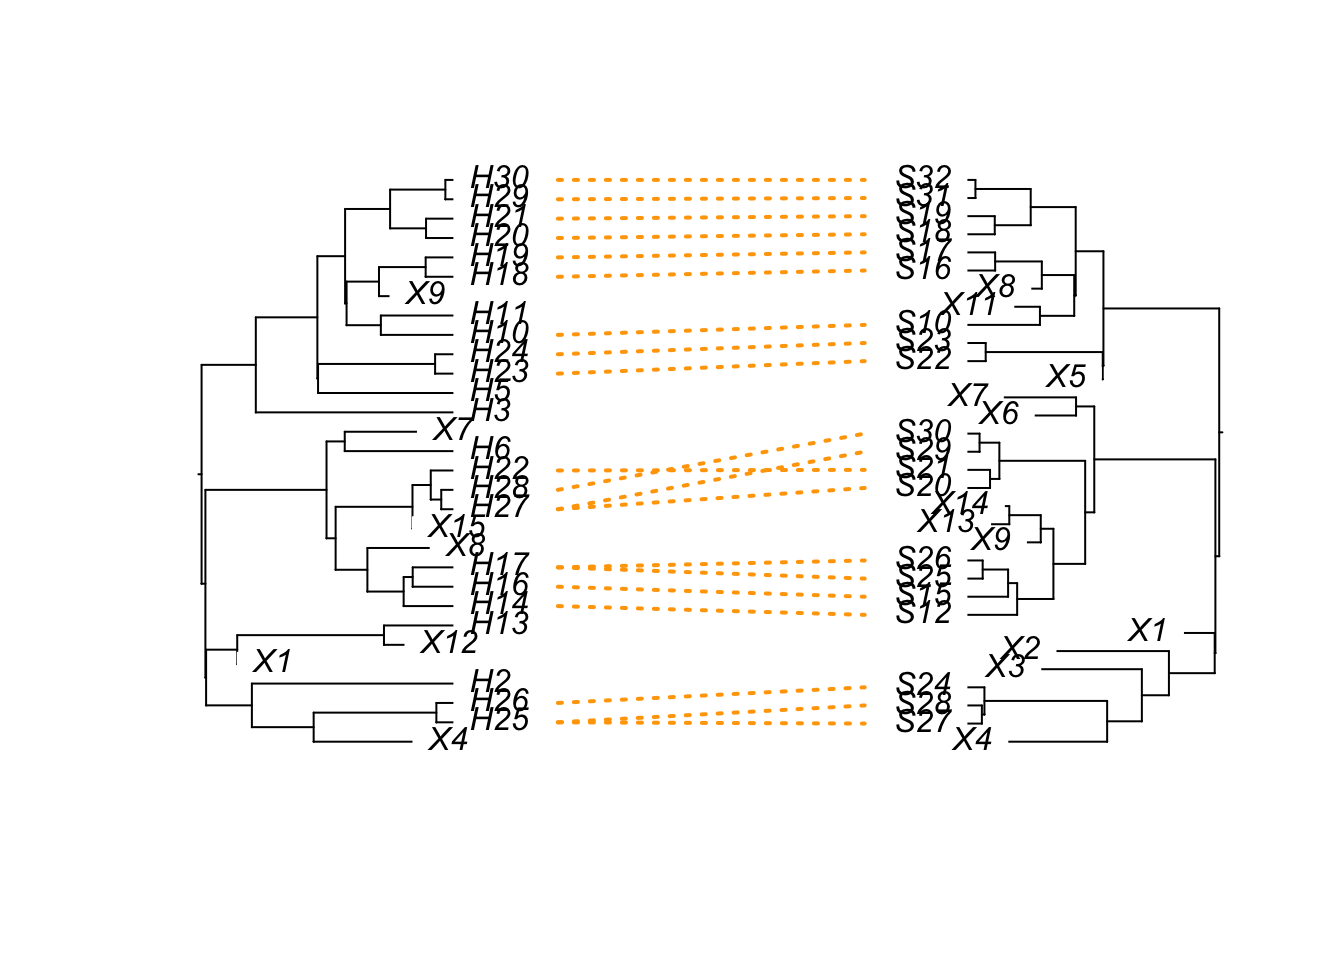 H30
H29
H21
H20
H19
H18
X9
H11
H10
H24
H23
H5
H3
X7
H6
H22
H28
H27
X15
X8
H17
H16
H14
H13
X12
X1
H2
H26
H25
X4
S32
S31
S19
S18
S17
S16
X8
X11
S10
S23
S22
X5
X7
X6
S30
S29
S21
S20
X14
X13
X9
S26
S25
S15
S12
X1
X2
X3
S24
S28
S27
X4